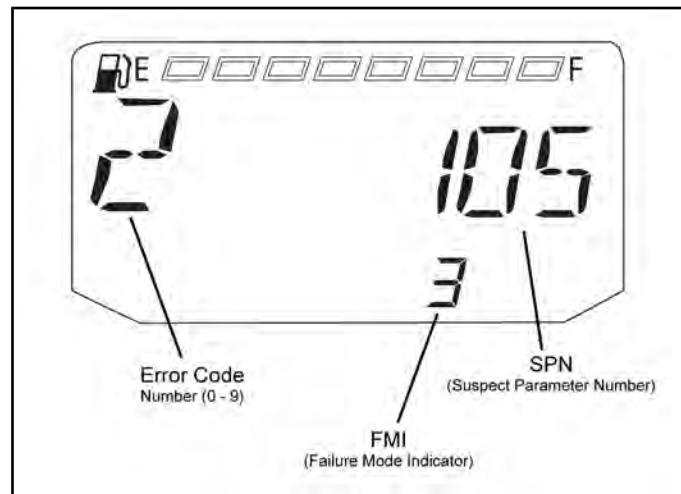 E F
2 105
3
Error Code
Number (0 - 9)
SPN
(Suspect Parameter Number)
FMI
(Failure Mode Indicator)